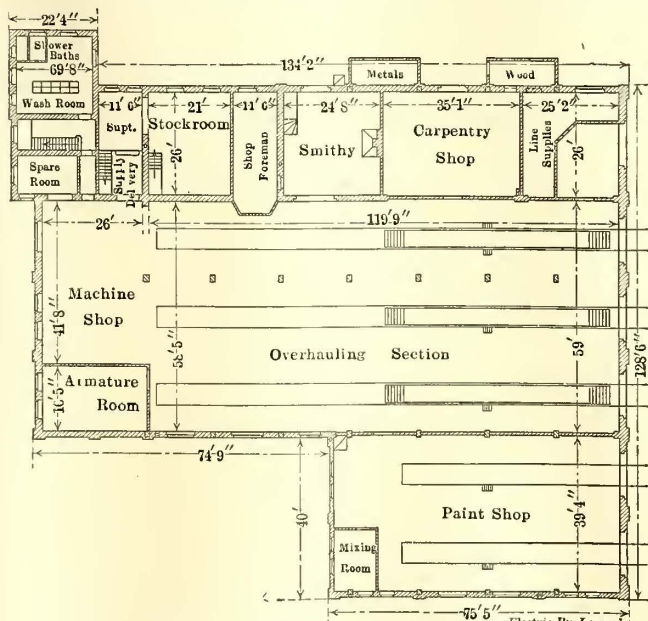 22'4"
Shower
Baths
69'8"
Wash Room
134'2"
Metals
Wood
11'6"
21'
11'6"
24'8"
35'1"
25'2"
Supt.
Stockroom
26'
Shop
Foreman
Smithy
Carpentry
Shop
Line
Supplies
26'
Spare
Room
Supply
Delivery
26'
119'9"
Machine
Shop
41'8"
58'5"
Overhauling Section
59'
128'6"
Armature
Room
16'5"
74'9"
40'
Paint Shop
39'4"
Mixing
Room
75'5"
Electric Ry. Journal